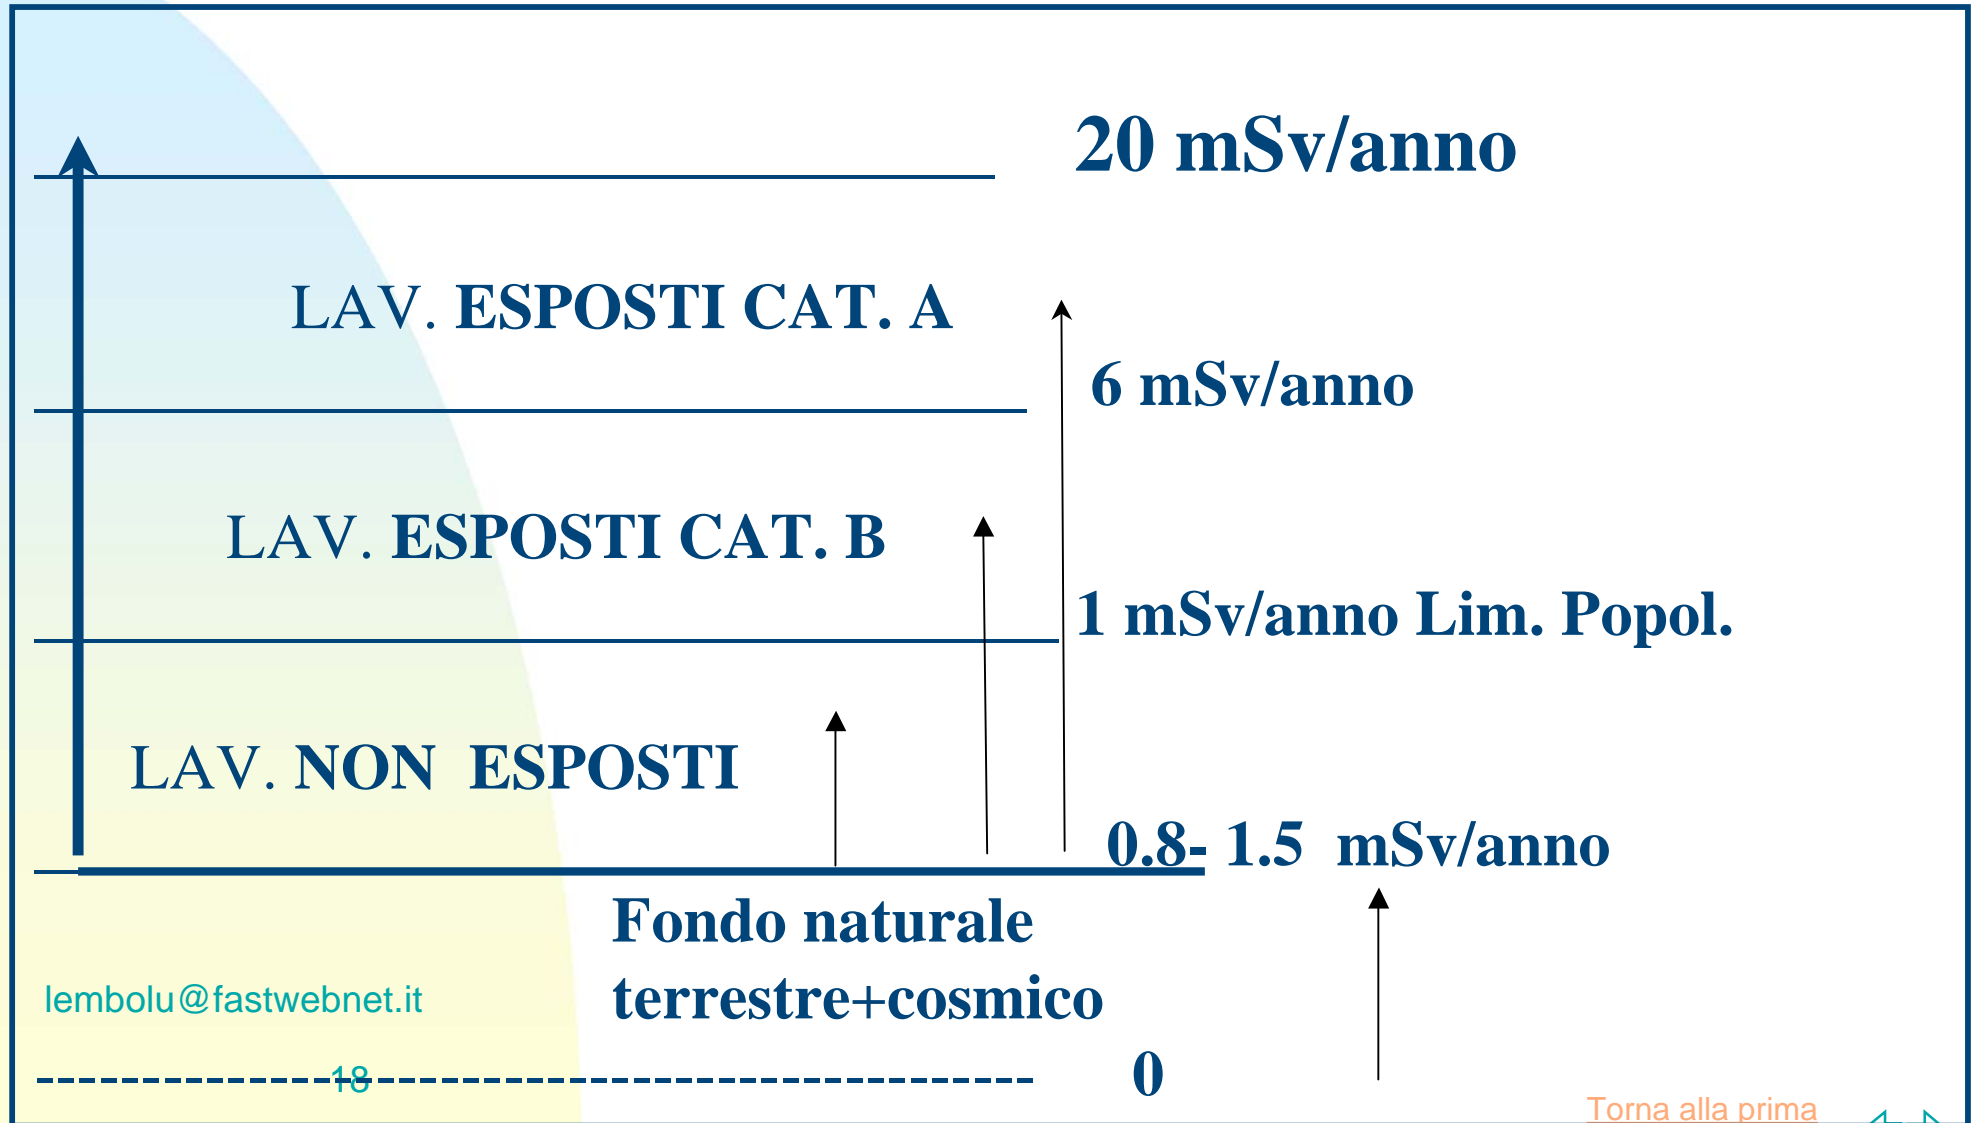 20 mSv/anno
LAV. ESPOSTI CAT. A
6 mSv/anno
LAV. ESPOSTI CAT. B
1 mSv/anno Lim. Popol.
LAV. NON ESPOSTI
0.8- 1.5 mSv/anno
Fondo naturale
terrestre+cosmico
lembolu@fastwebnet.it
18
0
Torna alla prima